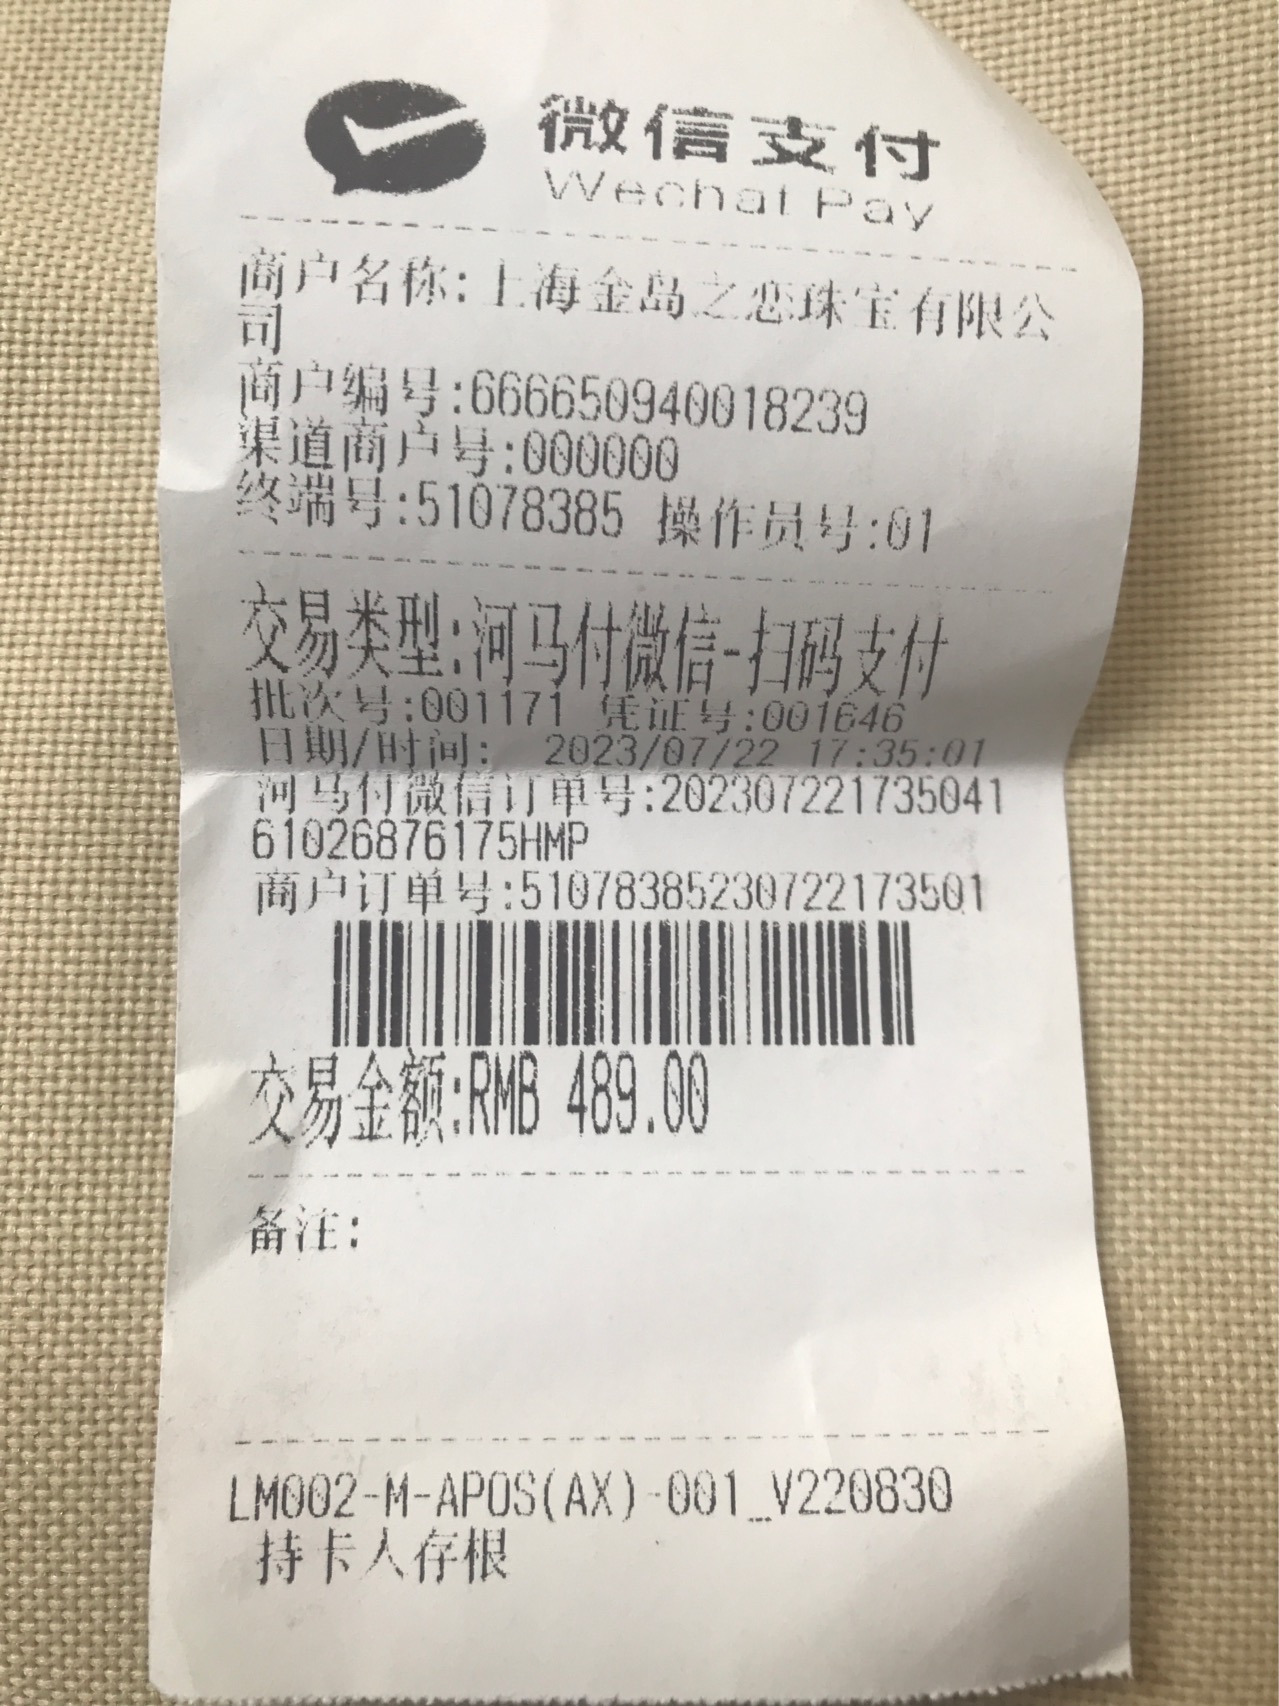 微信支付
Wechat Pay
商户名称:上海金岛之恋珠宝有限公
司
商户编号:666650940018239
渠道商户号:000000
终端号:51078385 操作员号:01
交易类型:河马付微信-扫码支付
批次号:001171 凭证号:001646
日期/时间: 2023/07/22 17:35:01
河马付微信订单号:202307221735041
61026876175HMP
商户订单号:51078385230722173501
交易金额:RMB 489.00
备注:
LM002-M-APOS(AX)-001_V220830
持卡人存根